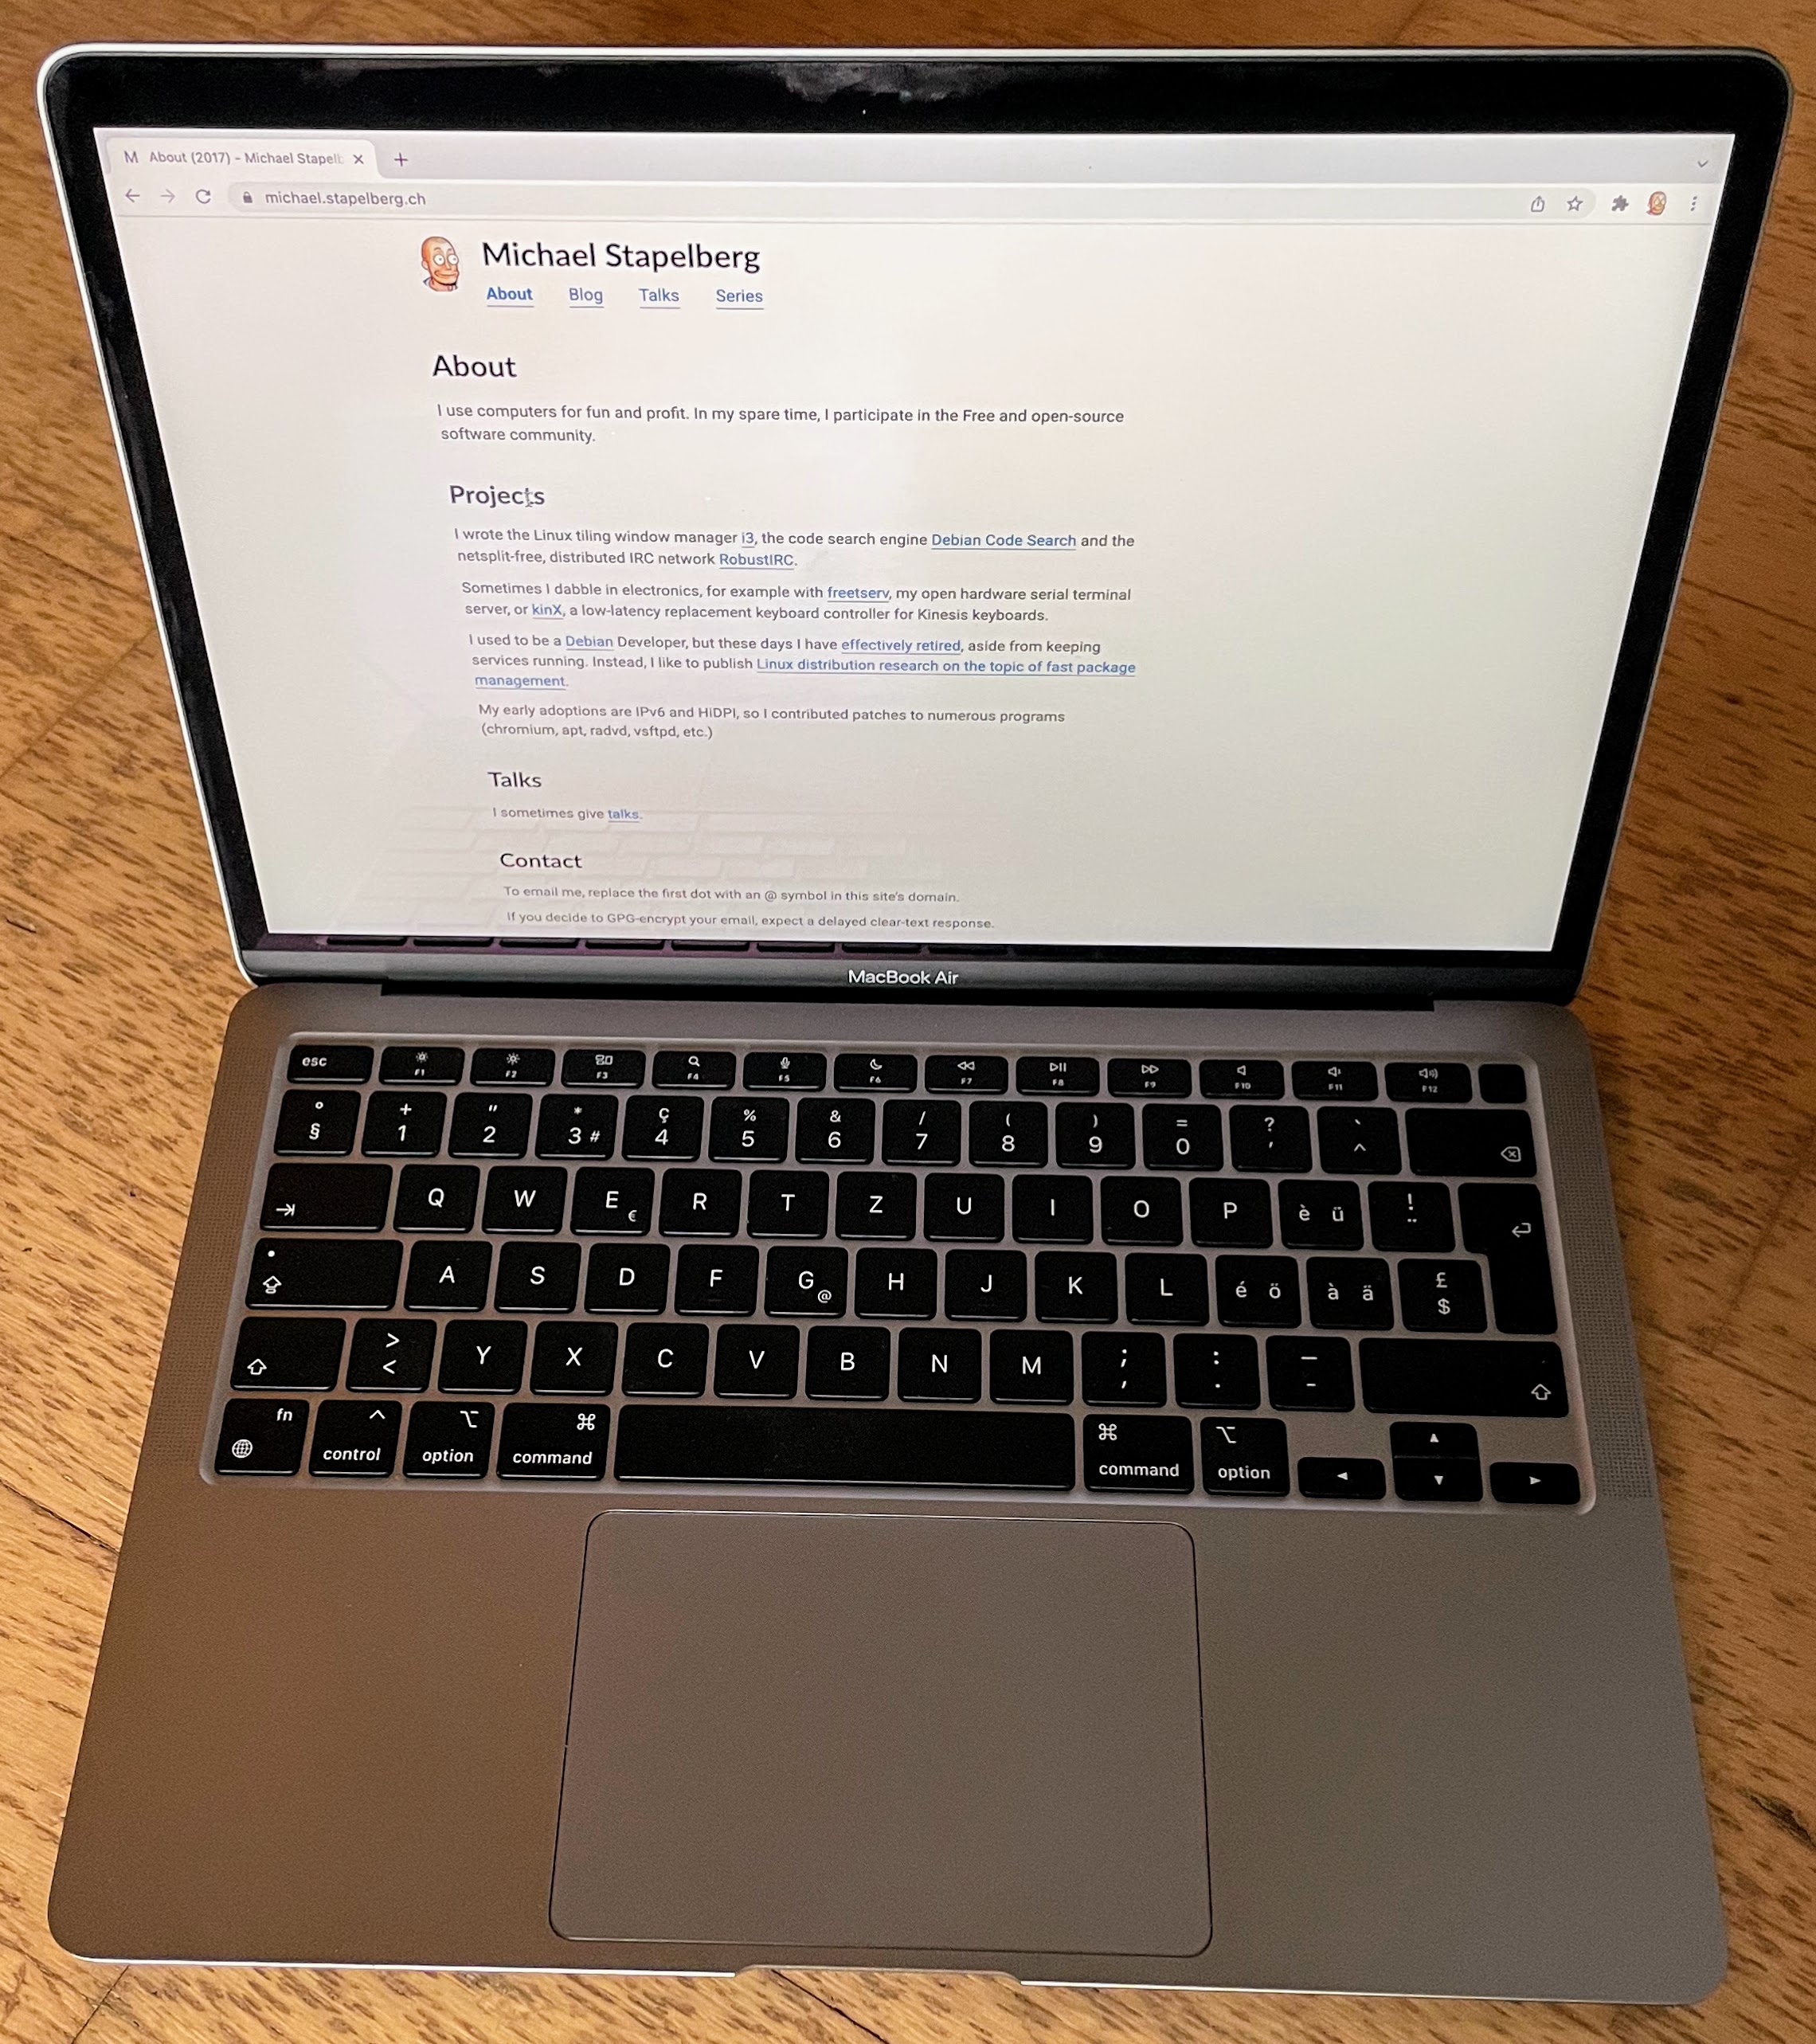 M About (2017) - Michael Stapelb
michael.stapelberg.ch
Michael Stapelberg
About Blog Talks Series
About
I use computers for fun and profit. In my spare time, I participate in the Free and open-source
software community.
Projects
I wrote the Linux tiling window manager i3, the code search engine Debian Code Search and the
netsplit-free, distributed IRC network RobustIRC.
Sometimes I dabble in electronics, for example with freetserv, my open hardware serial terminal
server, or kinX, a low-latency replacement keyboard controller for Kinesis keyboards.
I used to be a Debian Developer, but these days I have effectively retired, aside from keeping
services running. Instead, I like to publish Linux distribution research on the topic of fast package
management.
My early adoptions are IPv6 and HiDPI, so I contributed patches to numerous programs
(chromium, apt, radvd, vsftpd, etc.)
Talks
I sometimes give talks.
Contact
To email me, replace the first dot with an @ symbol in this site's domain.
If you decide to GPG-encrypt your email, expect a delayed clear-text response.
MacBook Air
esc F1 F2 F3 F4 F5 F6 F7 F8 F9 F10 F11 F12
° + " * ç % & / ( ) = ? `
§ 1 2 3 # 4 5 6 7 8 9 0 ' ^
Q W E € R T Z U I O P è ü ! ¨
A S D F G @ H J K L é ö à ä £ $
> < Y X C V B N M ; , : . _ -
fn ^ ⌥ ⌘ ⌘ ⌥
control option command command option